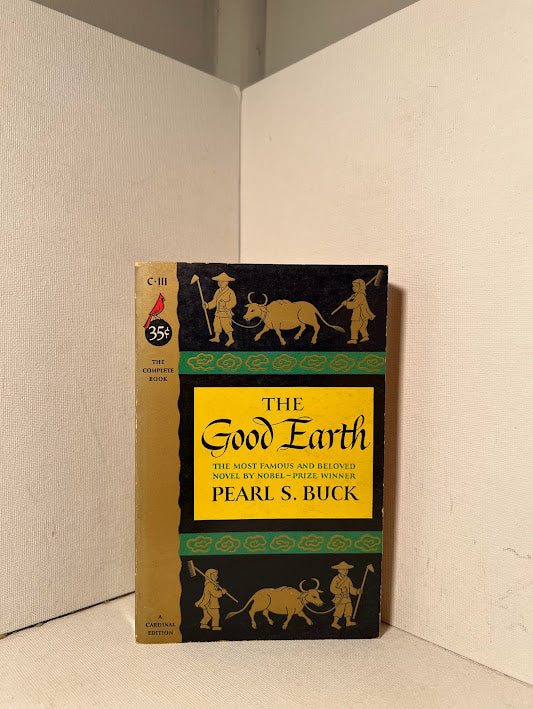 C·111
35¢
THE
COMPLETE
BOOK
THE
Good Earth
THE MOST FAMOUS AND BELOVED
NOVEL BY NOBEL–PRIZE WINNER
PEARL S. BUCK
A
CARDINAL
EDITION